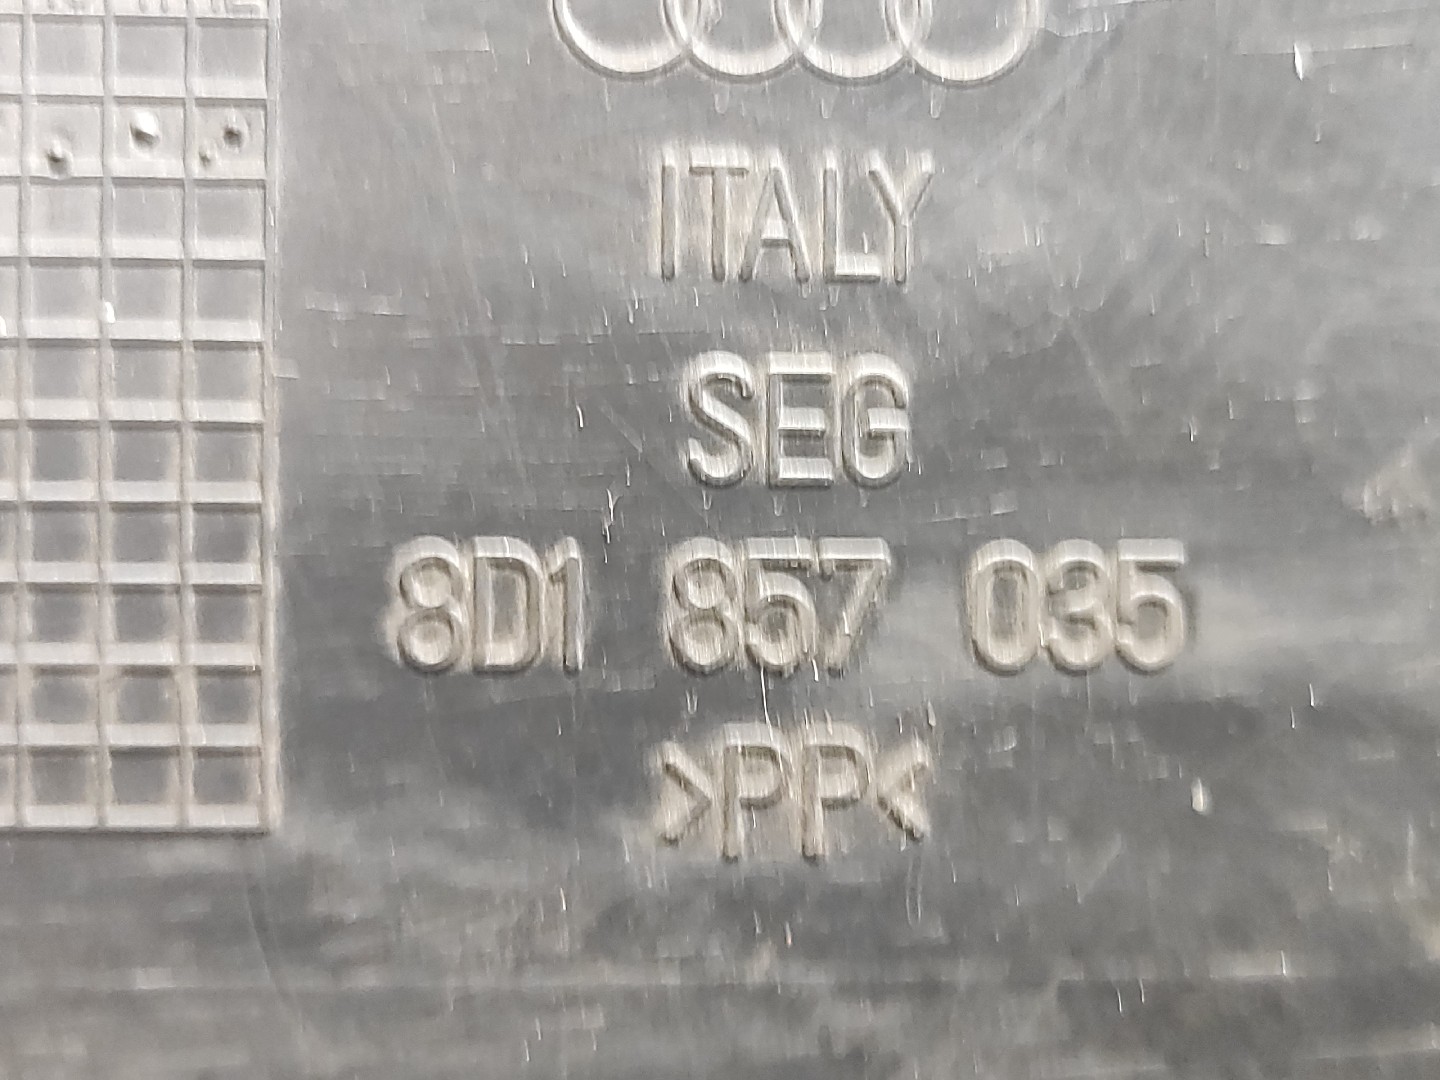 ITALY
SEG
8D1 857 035
>PP<